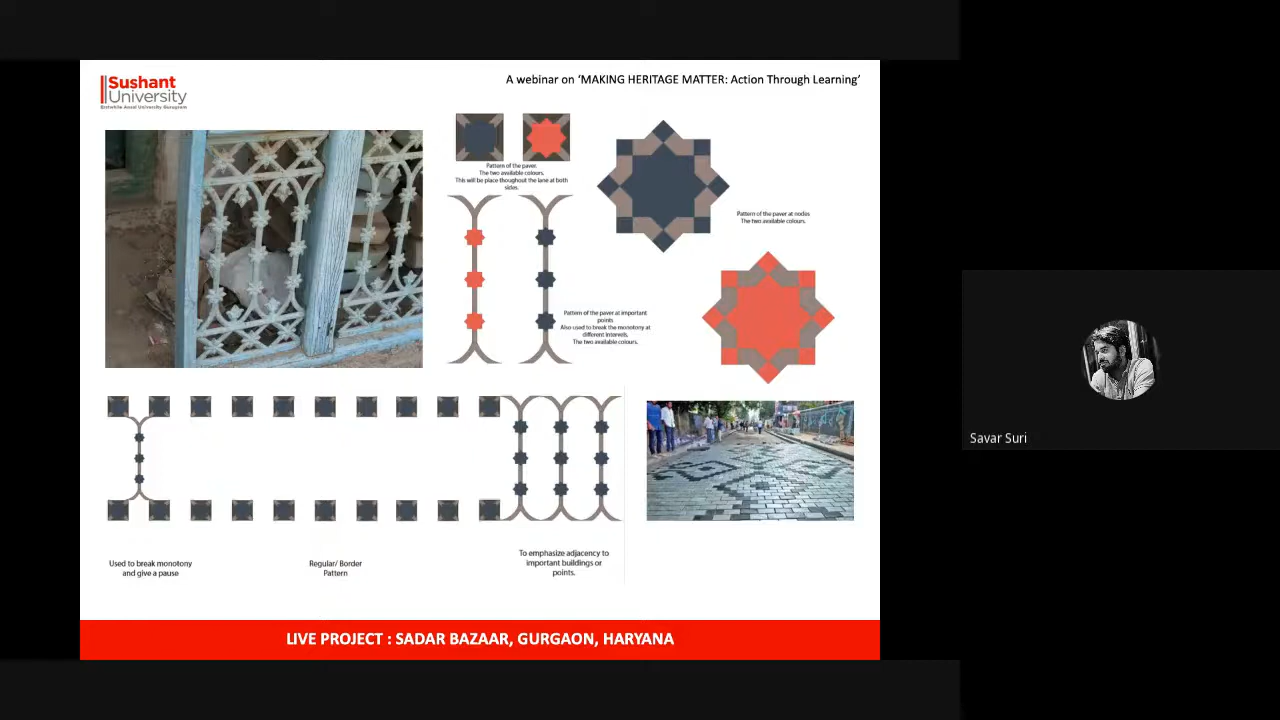 Sushant
University
Erstwhile Ansal University Gurugram
A webinar on ‘MAKING HERITAGE MATTER: Action Through Learning’
Pattern of the paver.
The two available colours.
This will be place thoughout the lane at both
sides.
Pattern of the paver at nodes
The two available colours.
Pattern of the paver at important
points
Also used to break the monotony at
different intervals.
The two available colours.
Used to break monotony
and give a pause
Regular/ Border
Pattern
To emphasize adjacency to
important buildings or
points.
LIVE PROJECT : SADAR BAZAAR, GURGAON, HARYANA
Savar Suri